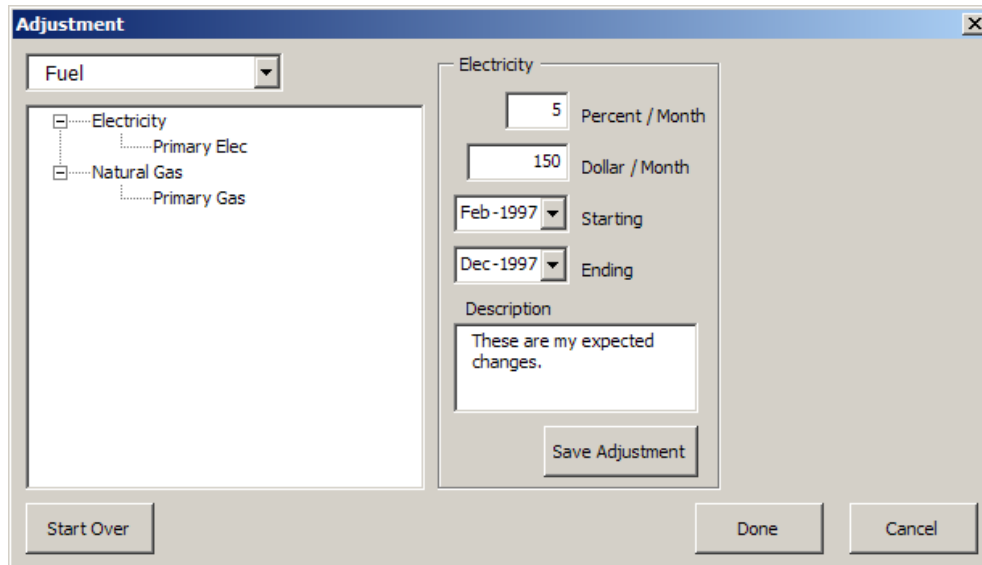 Adjustment
Fuel
Electricity
Primary Elec
Natural Gas
Primary Gas
Electricity
5 Percent / Month
150 Dollar / Month
Feb-1997 Starting
Dec-1997 Ending
Description
These are my expected
changes.
Save Adjustment
Start Over
Done
Cancel